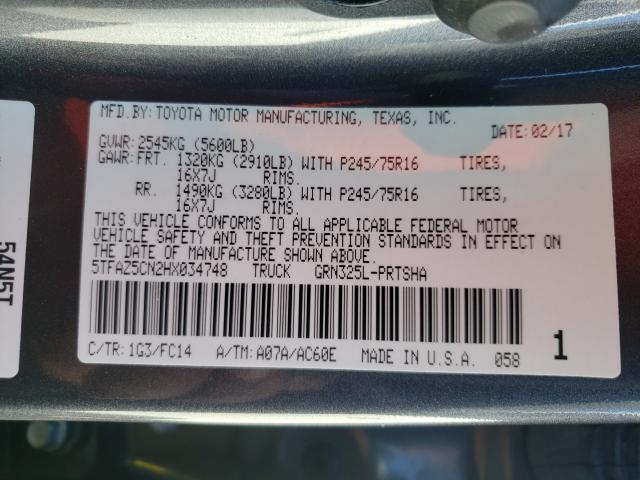 MFD.BY: TOYOTA MOTOR MANUFACTURING, TEXAS, INC.
DATE: 02/17
GVWR: 2545KG (5600LB)
GAWR: FRT. 1320KG (2910LB) WITH P245/75R16 TIRES,
16X7J RIMS.
RR. 1490KG (3280LB) WITH P245/75R16 TIRES,
16X7J RIMS.
THIS VEHICLE CONFORMS TO ALL APPLICABLE FEDERAL MOTOR
VEHICLE SAFETY AND THEFT PREVENTION STANDARDS IN EFFECT ON
THE DATE OF MANUFACTURE SHOWN ABOVE.
5TFAZ5CN2HX034748 TRUCK GRN325L-PRTSHA
C/TR: 1G3/FC14 A/TM: A07A/AC60E MADE IN U.S.A. 058
1
54N5T